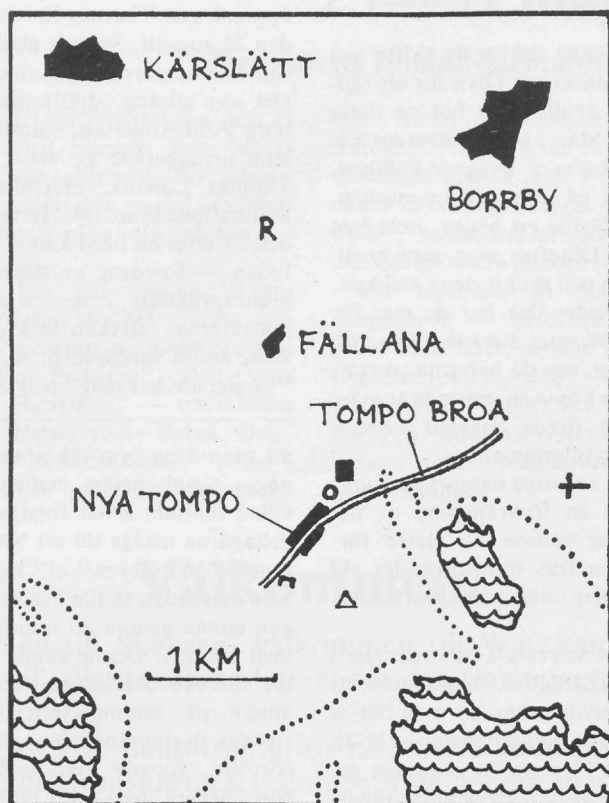 KÄRSLÄTT
BORRBY
R
FÄLLANA
TOMPO BROA
NYA TOMPO
1 KM